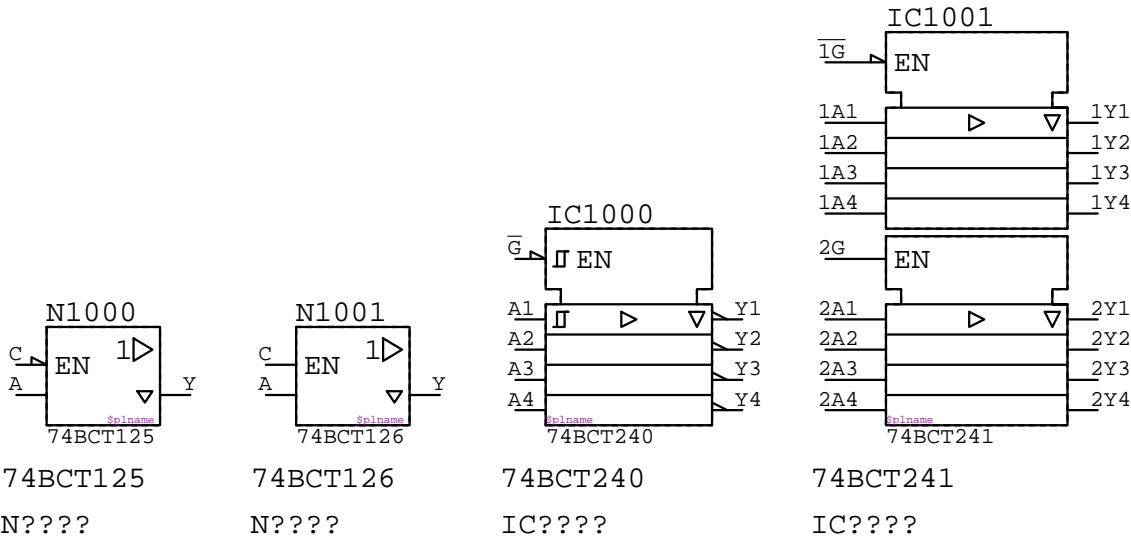 N1000
C
EN
1
A
Y
$plname
74BCT125
74BCT125
N????
N1001
C
EN
1
A
Y
$plname
74BCT126
74BCT126
N????
IC1000
G
EN
A1
Y1
A2
Y2
A3
Y3
A4
Y4
$plname
74BCT240
74BCT240
IC????
IC1001
1G
EN
1A1
1Y1
1A2
1Y2
1A3
1Y3
1A4
1Y4
2G
EN
2A1
2Y1
2A2
2Y2
2A3
2Y3
2A4
2Y4
$plname
74BCT241
74BCT241
IC????